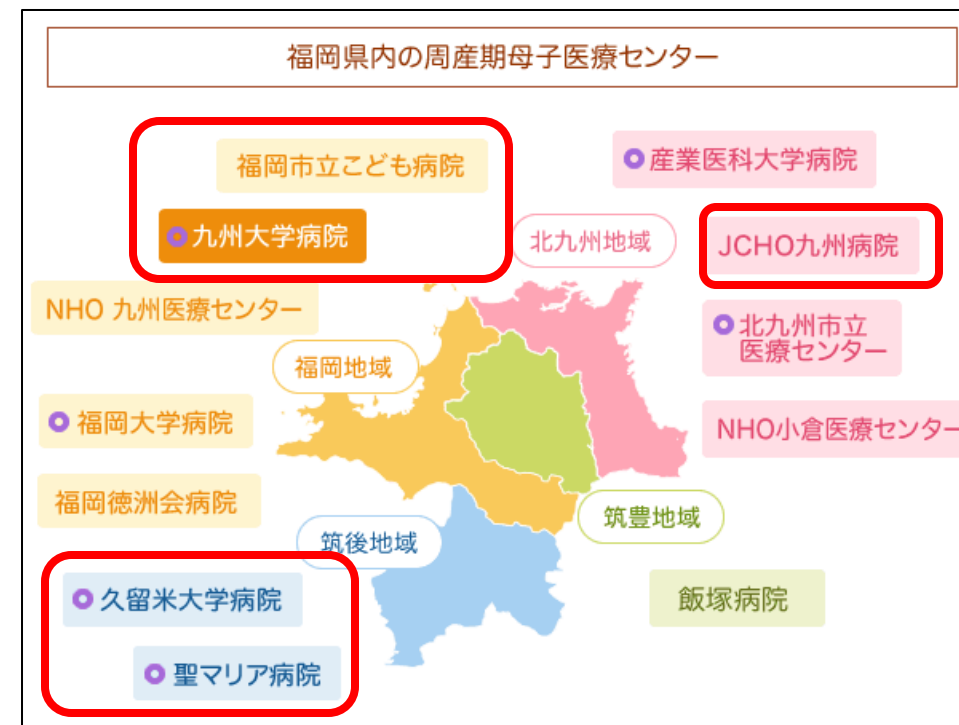 福岡県内の周産期母子医療センター
福岡市立こども病院
九州大学病院
NHO 九州医療センター
福岡地域
福岡大学病院
福岡徳洲会病院
筑後地域
久留米大学病院
聖マリア病院
産業医科大学病院
北九州地域
JCHO九州病院
北九州市立
医療センター
NHO小倉医療センター
筑豊地域
飯塚病院